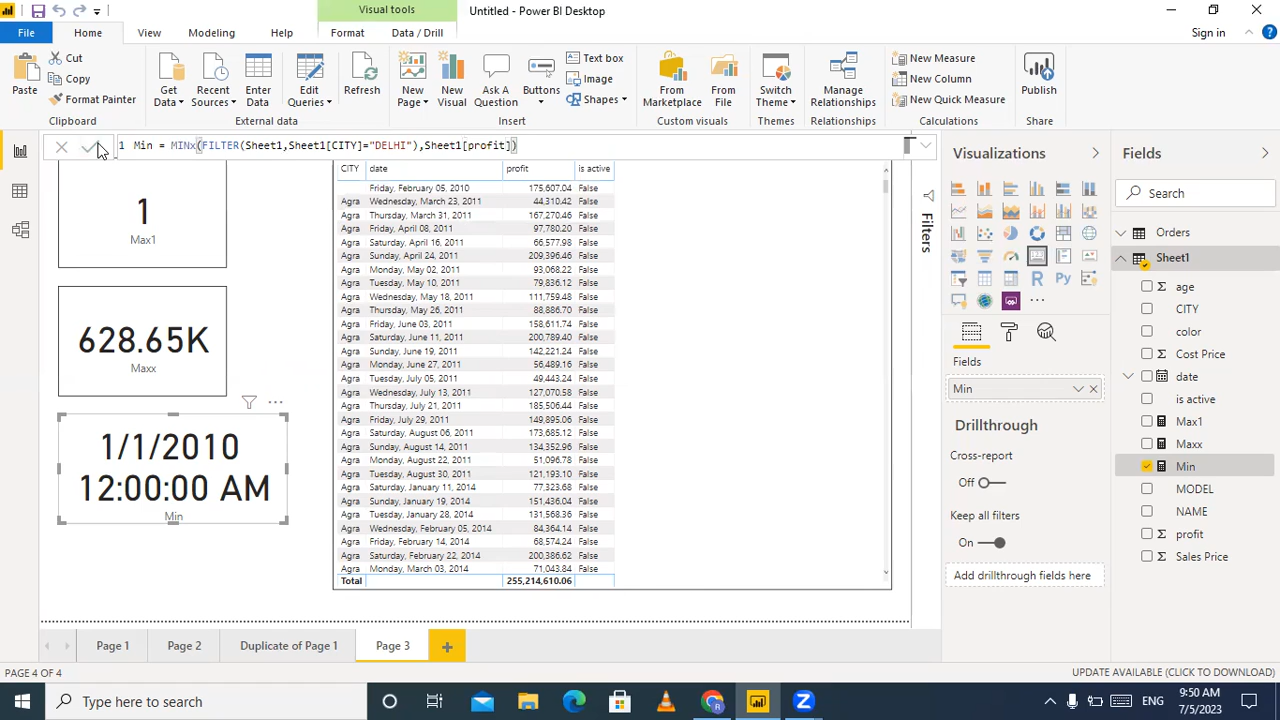 Visual tools
Untitled - Power BI Desktop
File
Home
View
Modeling
Help
Format
Data / Drill
Sign in
Paste
Cut
Copy
Format Painter
Clipboard
Get Data
Recent Sources
Enter Data
Edit Queries
Refresh
External data
New Page
New Visual
Ask A Question
Buttons
Text box
Image
Shapes
Insert
From Marketplace
From File
Custom visuals
Switch Theme
Themes
Manage Relationships
Relationships
New Measure
New Column
New Quick Measure
Calculations
Publish
Share
1 Min = MINx(FILTER(Sheet1,Sheet1[CITY]="DELHI"),Sheet1[profit])
1
Max1
628.65K
Maxx
1/1/2010
12:00:00 AM
Min
CITY date profit is active
Friday, February 05, 2010 175,607.04 False
Agra Wednesday, March 23, 2011 44,310.42 False
Agra Thursday, March 31, 2011 167,270.46 False
Agra Friday, April 08, 2011 97,780.20 False
Agra Saturday, April 16, 2011 66,577.98 False
Agra Sunday, April 24, 2011 209,396.46 False
Agra Monday, May 02, 2011 93,068.22 False
Agra Tuesday, May 10, 2011 79,836.12 False
Agra Wednesday, May 18, 2011 111,759.48 False
Agra Thursday, May 26, 2011 88,886.70 False
Agra Friday, June 03, 2011 158,611.74 False
Agra Saturday, June 11, 2011 200,789.40 False
Agra Sunday, June 19, 2011 142,221.24 False
Agra Monday, June 27, 2011 56,489.16 False
Agra Tuesday, July 05, 2011 49,443.24 False
Agra Wednesday, July 13, 2011 127,070.58 False
Agra Thursday, July 21, 2011 185,506.44 False
Agra Friday, July 29, 2011 149,895.06 False
Agra Saturday, August 06, 2011 173,685.12 False
Agra Sunday, August 14, 2011 134,352.96 False
Agra Monday, August 22, 2011 51,096.78 False
Agra Tuesday, August 30, 2011 121,193.10 False
Agra Saturday, January 11, 2014 77,323.68 False
Agra Sunday, January 19, 2014 151,436.04 False
Agra Tuesday, January 28, 2014 131,568.36 False
Agra Wednesday, February 05, 2014 84,364.14 False
Agra Friday, February 14, 2014 68,574.24 False
Agra Saturday, February 22, 2014 200,386.62 False
Agra Monday, March 03, 2014 71,043.84 False
Total 255,214,610.06
Filters
Visualizations
R
Py
Fields
Min
Drillthrough
Cross-report
Off
Keep all filters
On
Add drillthrough fields here
Fields
Search
Orders
Sheet1
age
CITY
color
Cost Price
date
is active
Max1
Maxx
Min
MODEL
NAME
profit
Sales Price
Page 1
Page 2
Duplicate of Page 1
Page 3
PAGE 4 OF 4
UPDATE AVAILABLE (CLICK TO DOWNLOAD)
Type here to search
ENG
9:50 AM
7/5/2023